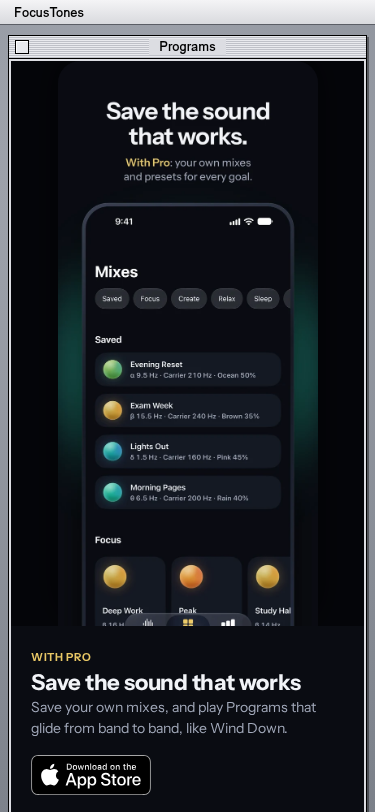 FocusTones
Programs
Save the sound
that works.
With Pro: your own mixes
and presets for every goal.
9:41
Mixes
Saved Focus Create Relax Sleep
Saved
Evening Reset
α 9.5 Hz · Carrier 210 Hz · Ocean 50%
Exam Week
β 15.5 Hz · Carrier 240 Hz · Brown 35%
Lights Out
δ 1.5 Hz · Carrier 160 Hz · Pink 45%
Morning Pages
θ 6.5 Hz · Carrier 200 Hz · Rain 40%
Focus
Deep Work Peak Study Hal
WITH PRO
Save the sound that works
Save your own mixes, and play Programs that
glide from band to band, like Wind Down.
Download on the
App Store